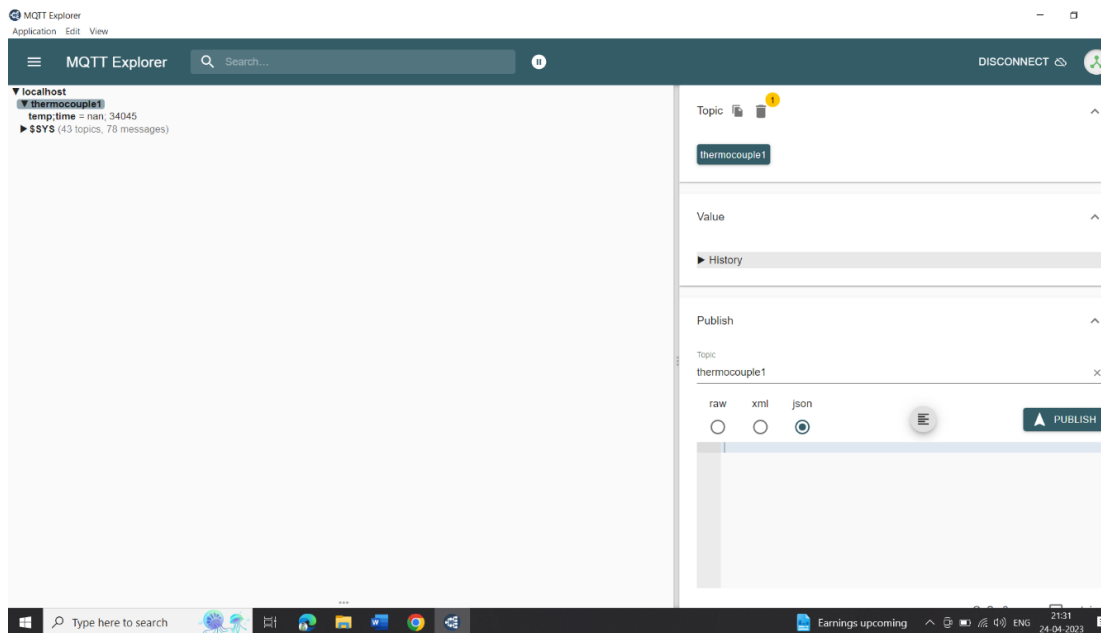 MQTT Explorer
Application Edit View
MQTT Explorer
Search...
DISCONNECT
▼ localhost
▼ thermocouple1
temp;time = nan; 34045
▶ $SYS (43 topics, 78 messages)
Topic
1
thermocouple1
Value
▶ History
Publish
Topic
thermocouple1
raw xml json
PUBLISH
Type here to search
Earnings upcoming
ENG
21:31
24-04-2023